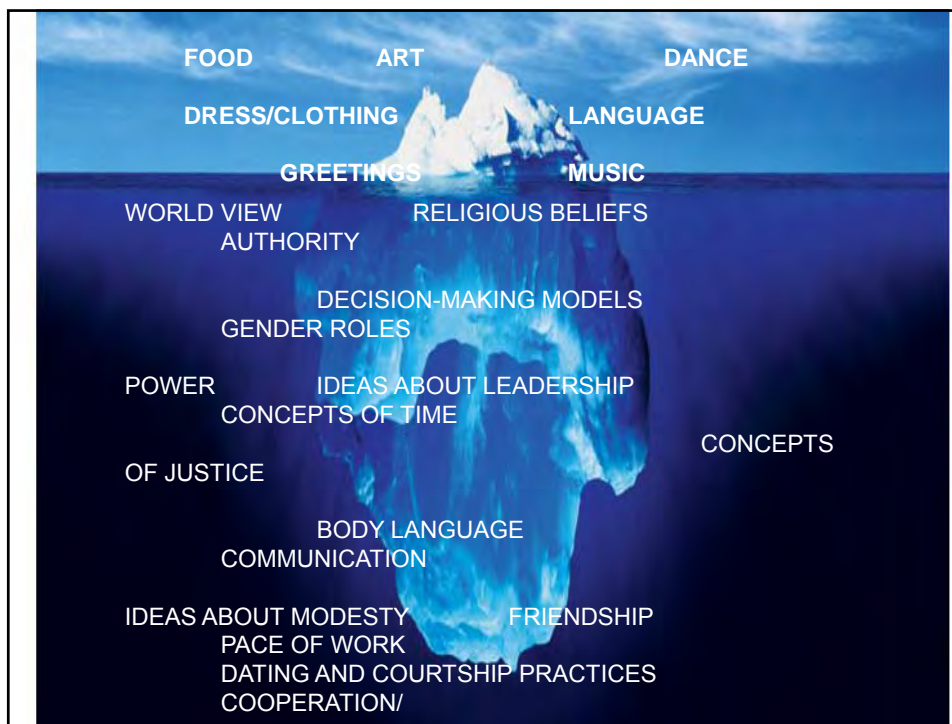 FOOD ART DANCE
DRESS/CLOTHING LANGUAGE
GREETINGS MUSIC
WORLD VIEW RELIGIOUS BELIEFS
AUTHORITY
DECISION-MAKING MODELS
GENDER ROLES
POWER IDEAS ABOUT LEADERSHIP
CONCEPTS OF TIME
CONCEPTS
OF JUSTICE
BODY LANGUAGE
COMMUNICATION
IDEAS ABOUT MODESTY FRIENDSHIP
PACE OF WORK
DATING AND COURTSHIP PRACTICES
COOPERATION/